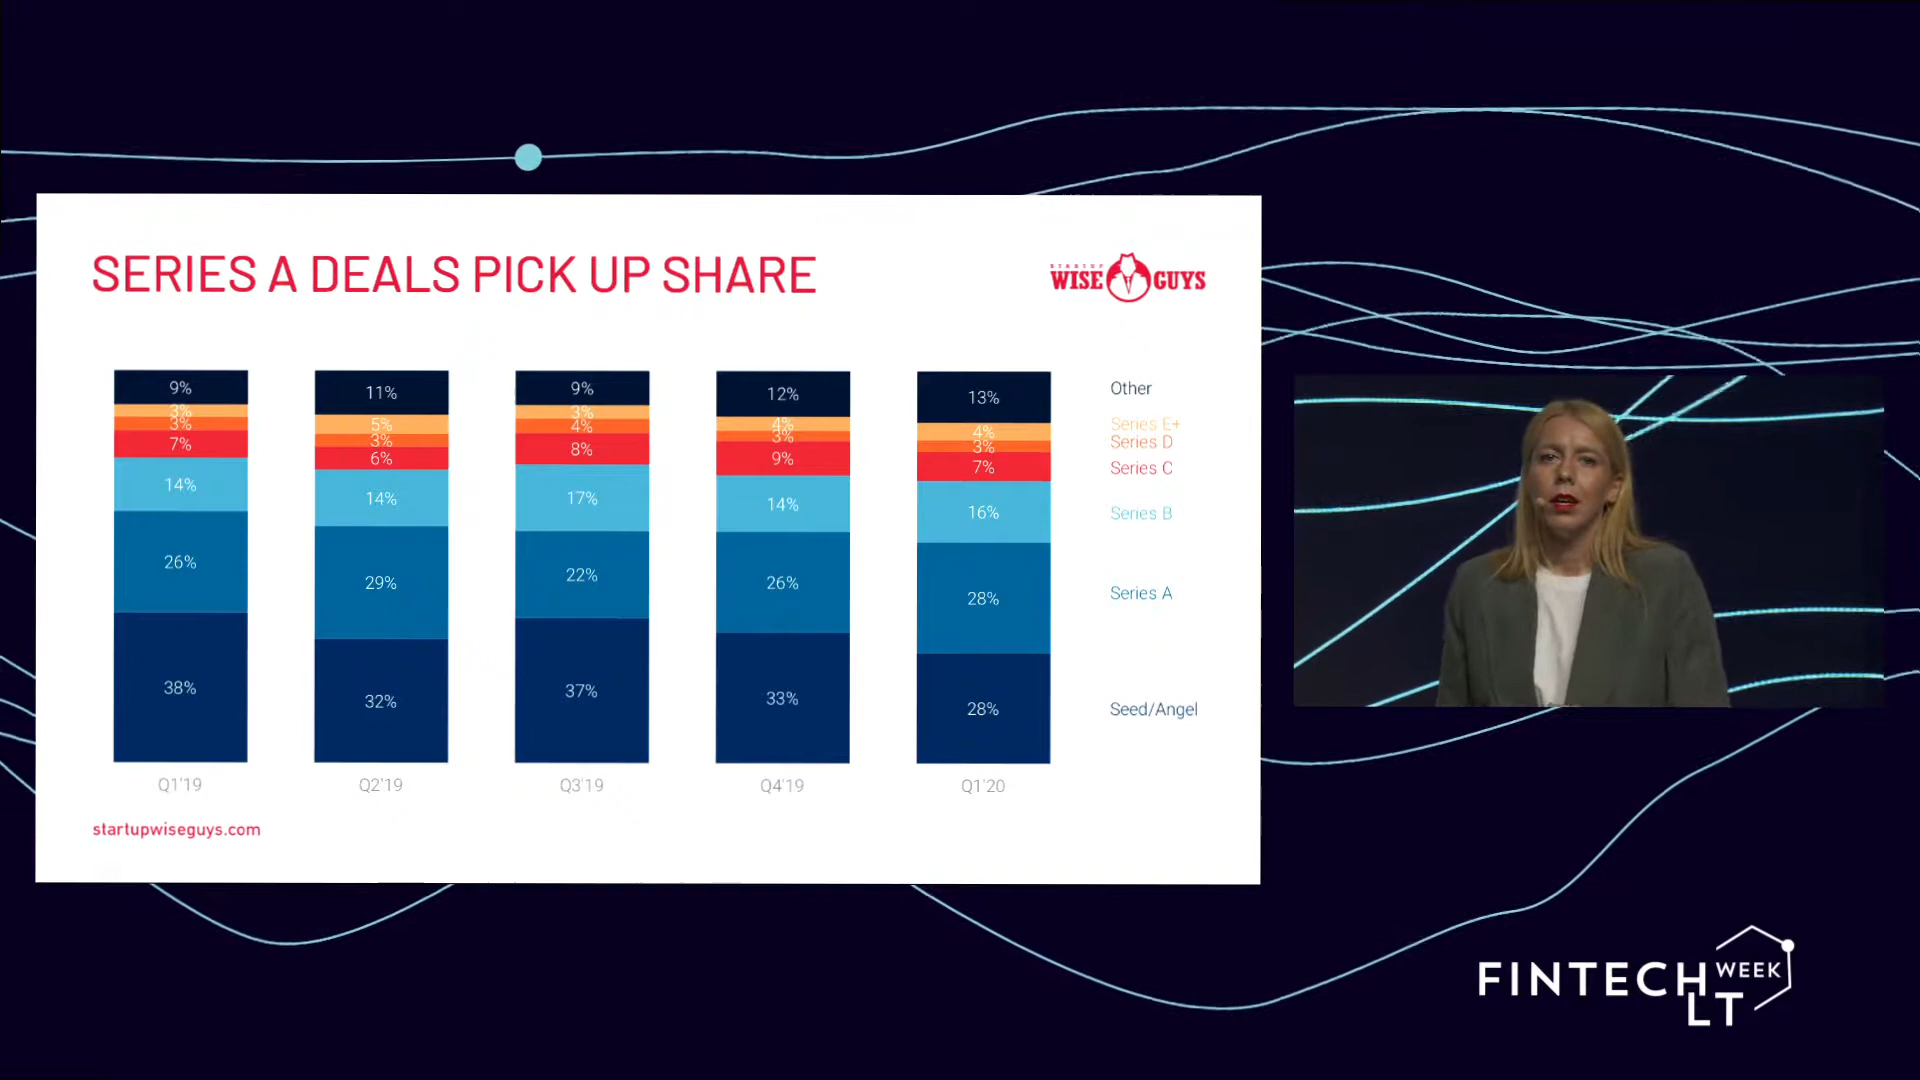 SERIES A DEALS PICK UP SHARE
STARTUP
WISE GUYS
9% 11% 9% 12% 13% Other
3% 5% 3% 4% 4% Series E+
3% 3% 4% 3% 3% Series D
7% 6% 8% 9% 7% Series C
14% 14% 17% 14% 16% Series B
26% 29% 22% 26% 28% Series A
38% 32% 37% 33% 28% Seed/Angel
Q1'19 Q2'19 Q3'19 Q4'19 Q1'20
startupwiseguys.com
FINTECH WEEK
LT